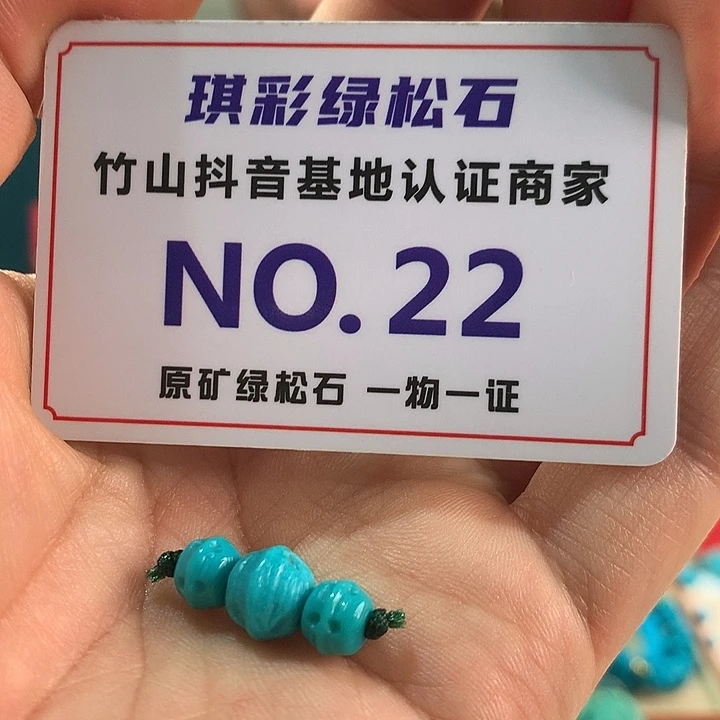 琪彩绿松石
竹山抖音基地认证商家
NO.22
原矿绿松石 一物一证